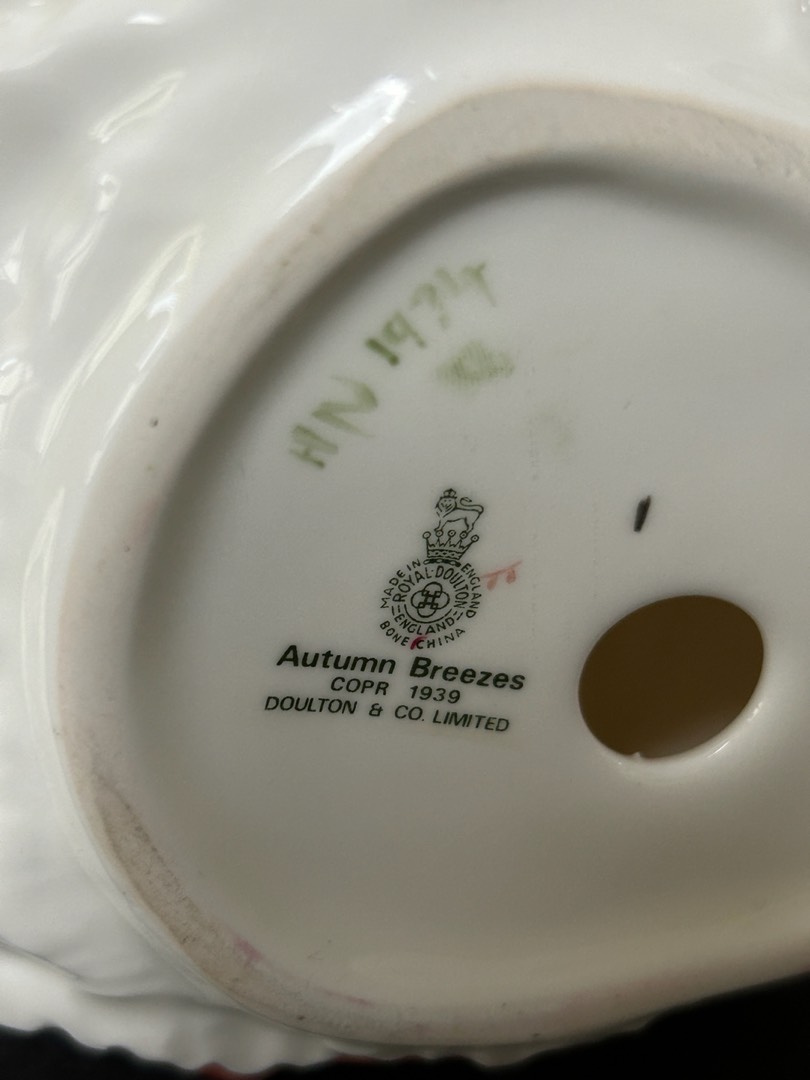 HN 1934
MADE IN ENGLAND
ROYAL·DOULTON
ENGLAND
BONE CHINA
Autumn Breezes
COPR 1939
DOULTON & CO. LIMITED